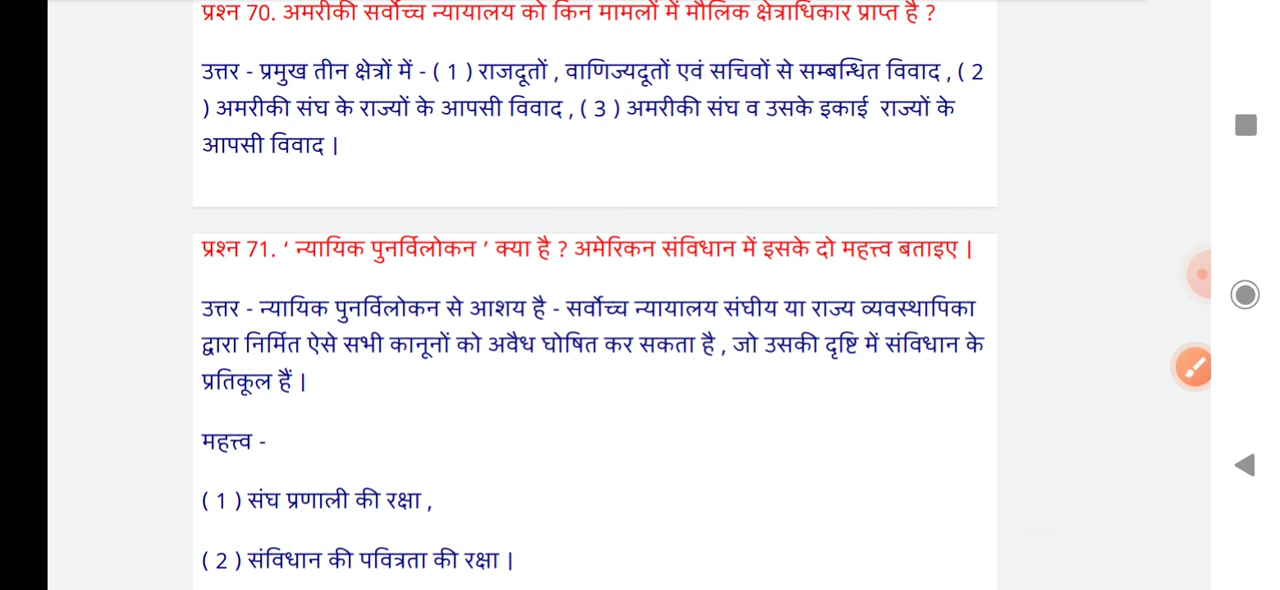 प्रश्न 70. अमरीकी सर्वोच्च न्यायालय को किन मामलों में मौलिक क्षेत्राधिकार प्राप्त है ?
उत्तर - प्रमुख तीन क्षेत्रों में - ( 1 ) राजदूतों , वाणिज्यदूतों एवं सचिवों से सम्बन्धित विवाद , ( 2
) अमरीकी संघ के राज्यों के आपसी विवाद , ( 3 ) अमरीकी संघ व उसके इकाई राज्यों के
आपसी विवाद |
प्रश्न 71. ‘ न्यायिक पुनर्विलोकन ’ क्या है ? अमेरिकन संविधान में इसके दो महत्त्व बताइए |
उत्तर - न्यायिक पुनर्विलोकन से आशय है - सर्वोच्च न्यायालय संघीय या राज्य व्यवस्थापिका
द्वारा निर्मित ऐसे सभी कानूनों को अवैध घोषित कर सकता है , जो उसकी दृष्टि में संविधान के
प्रतिकूल हैं |
महत्त्व -
( 1 ) संघ प्रणाली की रक्षा ,
( 2 ) संविधान की पवित्रता की रक्षा |